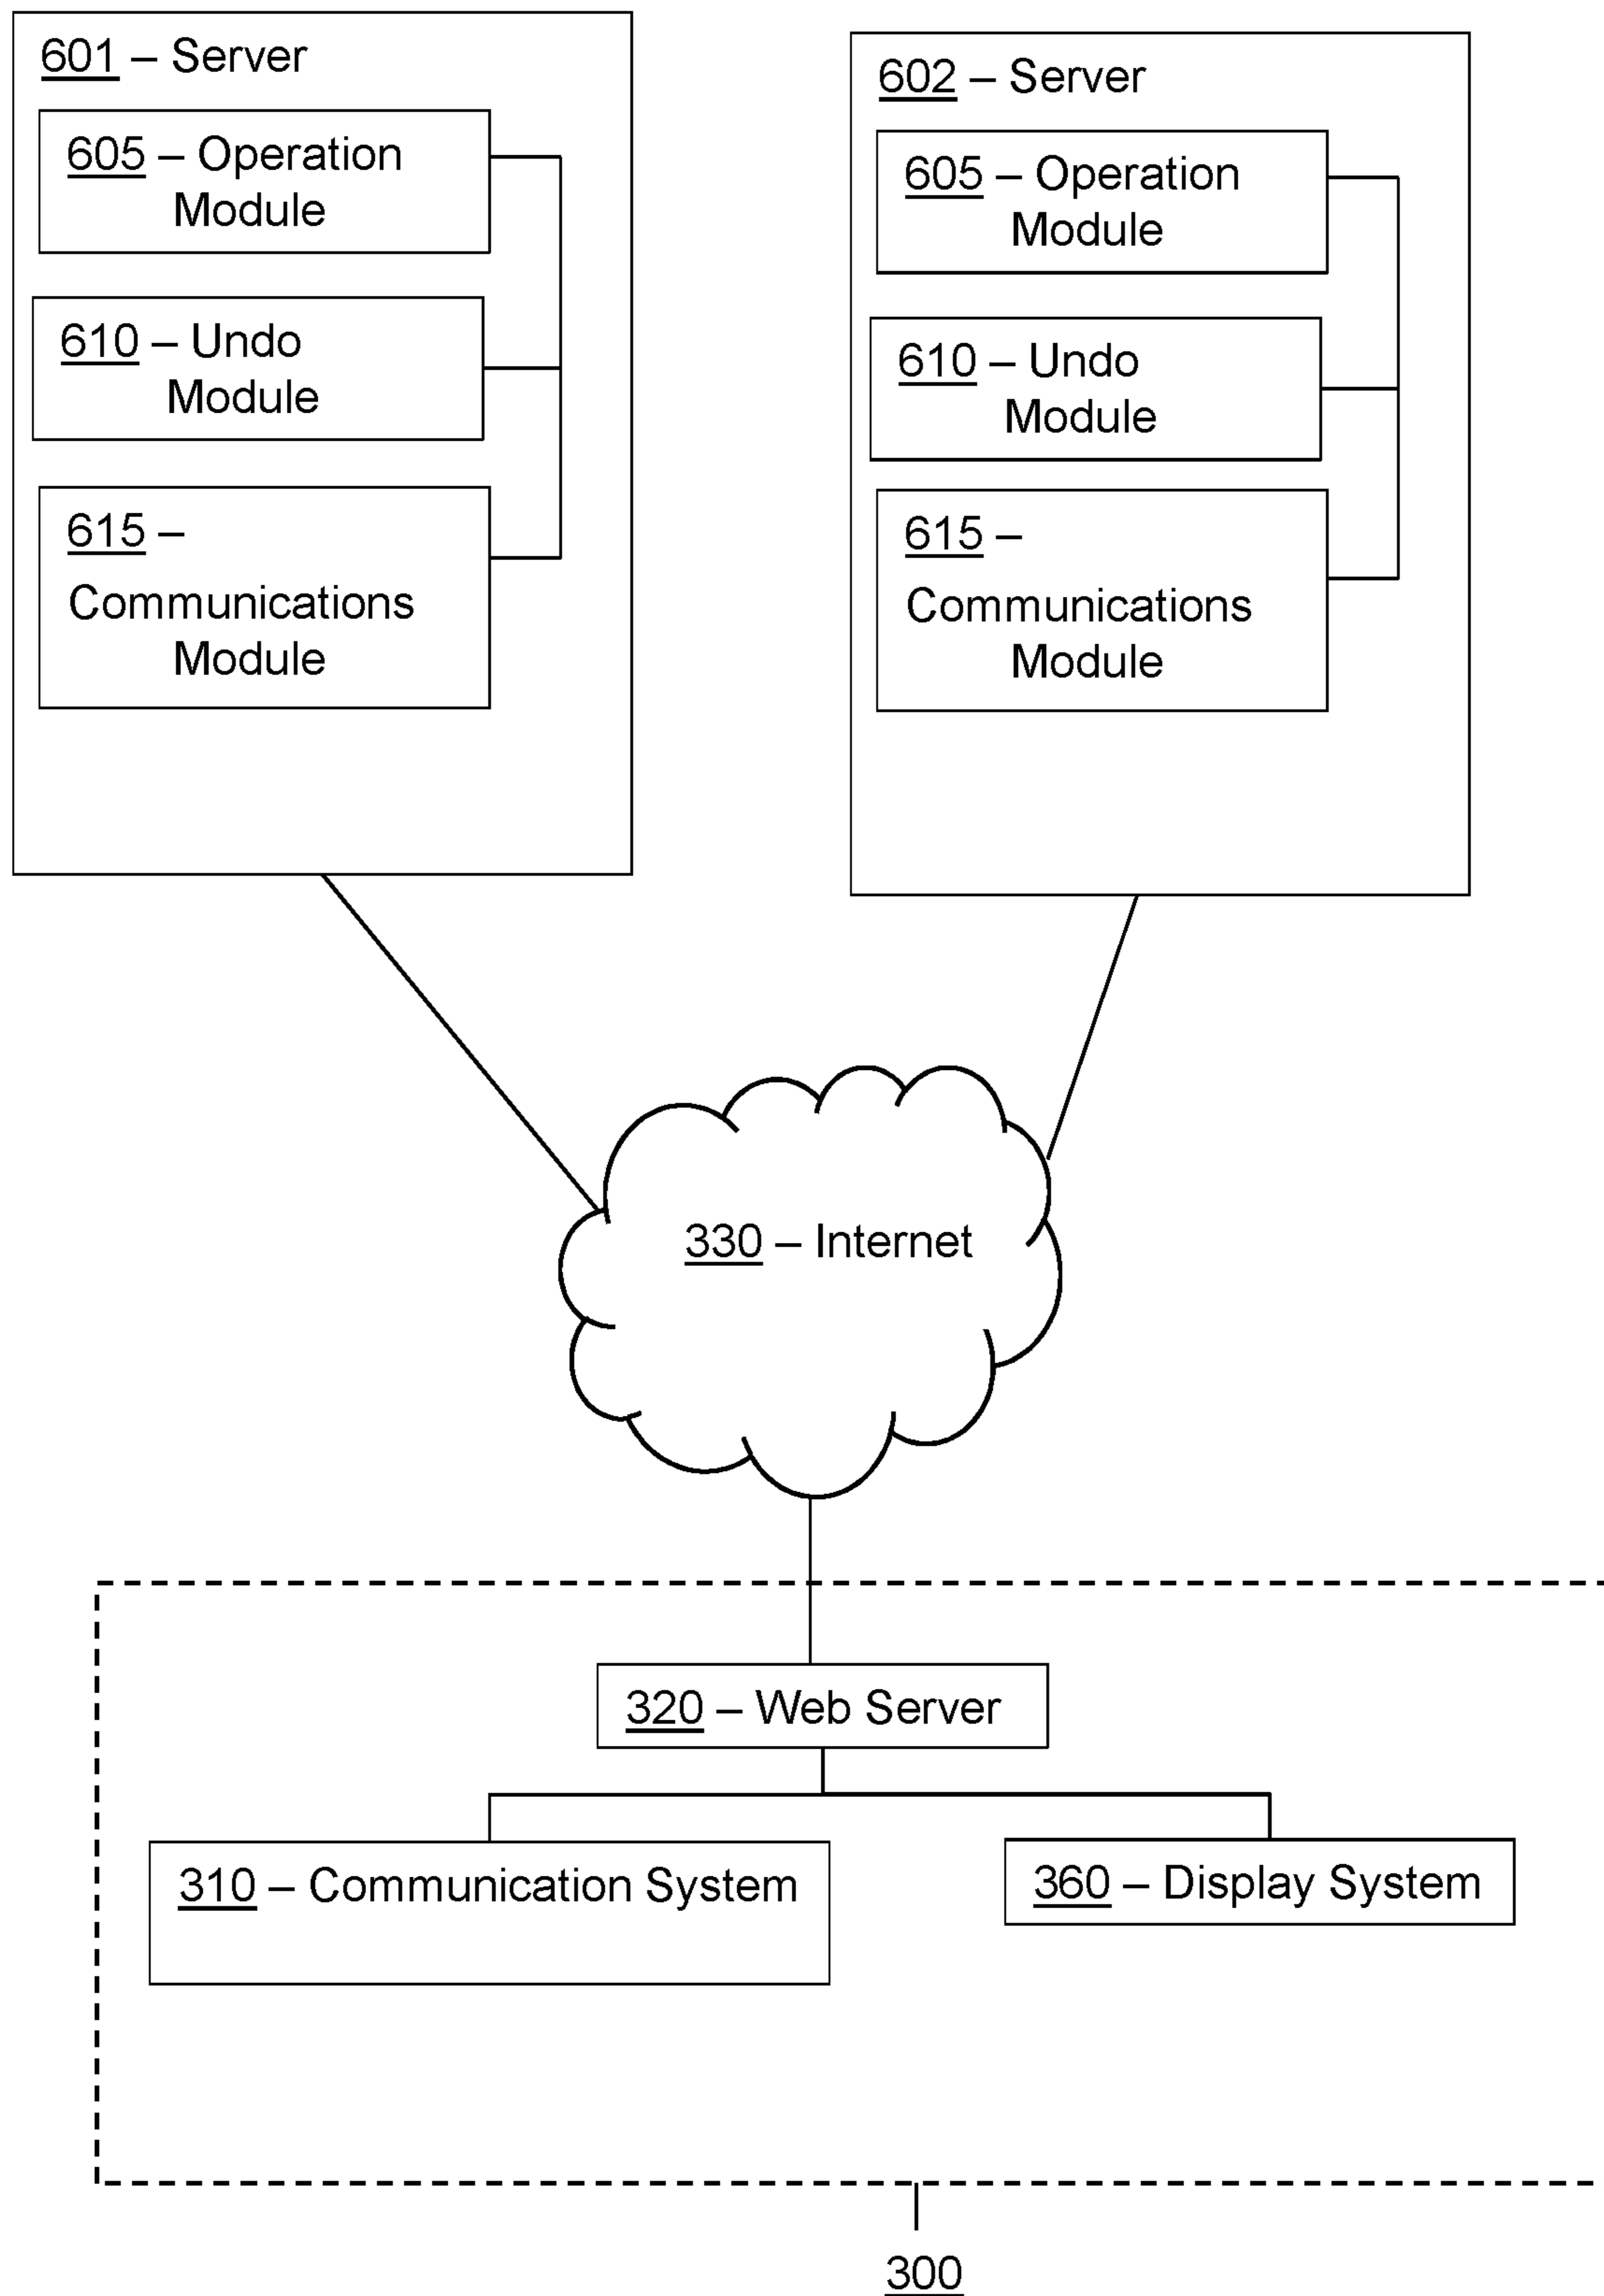 601 – Server
605 – Operation
Module
610 – Undo
Module
615 –
Communications
Module
602 – Server
605 – Operation
Module
610 – Undo
Module
615 –
Communications
Module
330 – Internet
320 – Web Server
310 – Communication System
360 – Display System
300